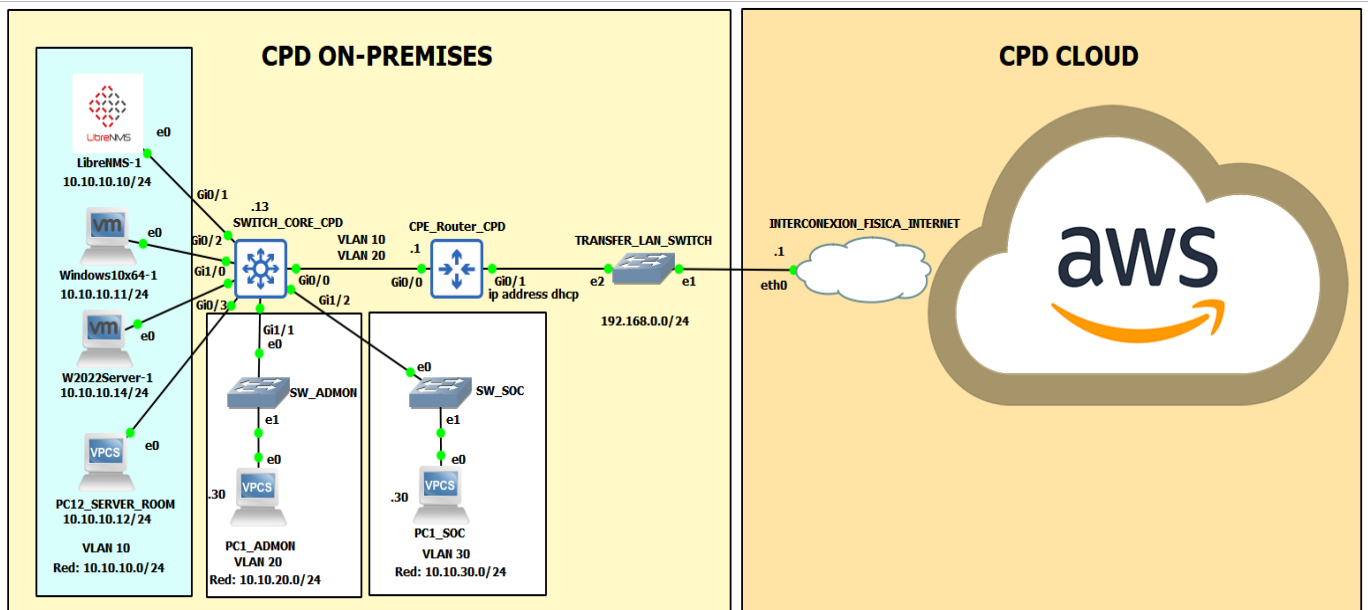 CPD ON-PREMISES
CPD CLOUD
LibreNMS
e0
LibreNMS-1
10.10.10.10/24
Gi0/1
vm
e0
Windows10x64-1
10.10.10.11/24
Gi0/2
Gi1/0
vm
e0
W2022Server-1
10.10.10.14/24
Gi0/3
VPCS
e0
PC12_SERVER_ROOM
10.10.10.12/24
VLAN 10
Red: 10.10.10.0/24
.13
SWITCH_CORE_CPD
Gi0/0
Gi1/2
Gi1/1
VLAN 10
VLAN 20
CPE_Router_CPD
.1
Gi0/0
Gi0/1
ip address dhcp
TRANSFER_LAN_SWITCH
e2
e1
192.168.0.0/24
INTERCONEXION_FISICA_INTERNET
.1
eth0
aws
e0
SW_ADMON
e1
e0
.30
VPCS
PC1_ADMON
VLAN 20
Red: 10.10.20.0/24
e0
SW_SOC
e1
e0
.30
VPCS
PC1_SOC
VLAN 30
Red: 10.10.30.0/24